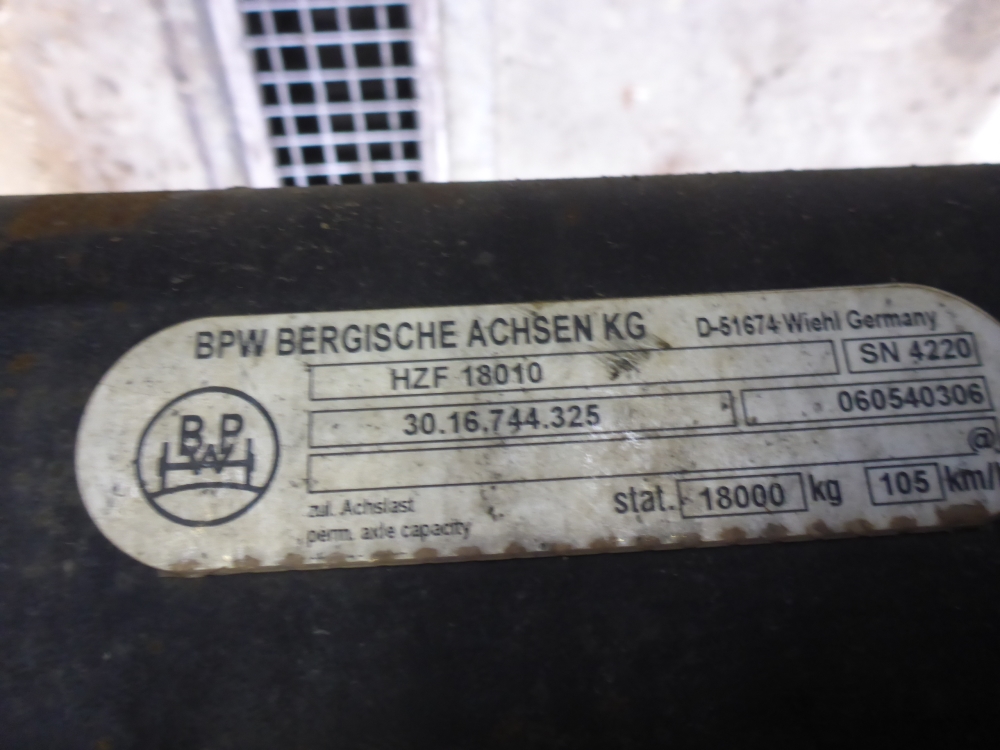 BPW BERGISCHE ACHSEN KG D-51674 Wiehl Germany
HZF 18010 SN 4220
BPW
30.16.744.325 060540306
@
zul. Achslast stat. 18000 kg 105 km/
perm. axle capacity